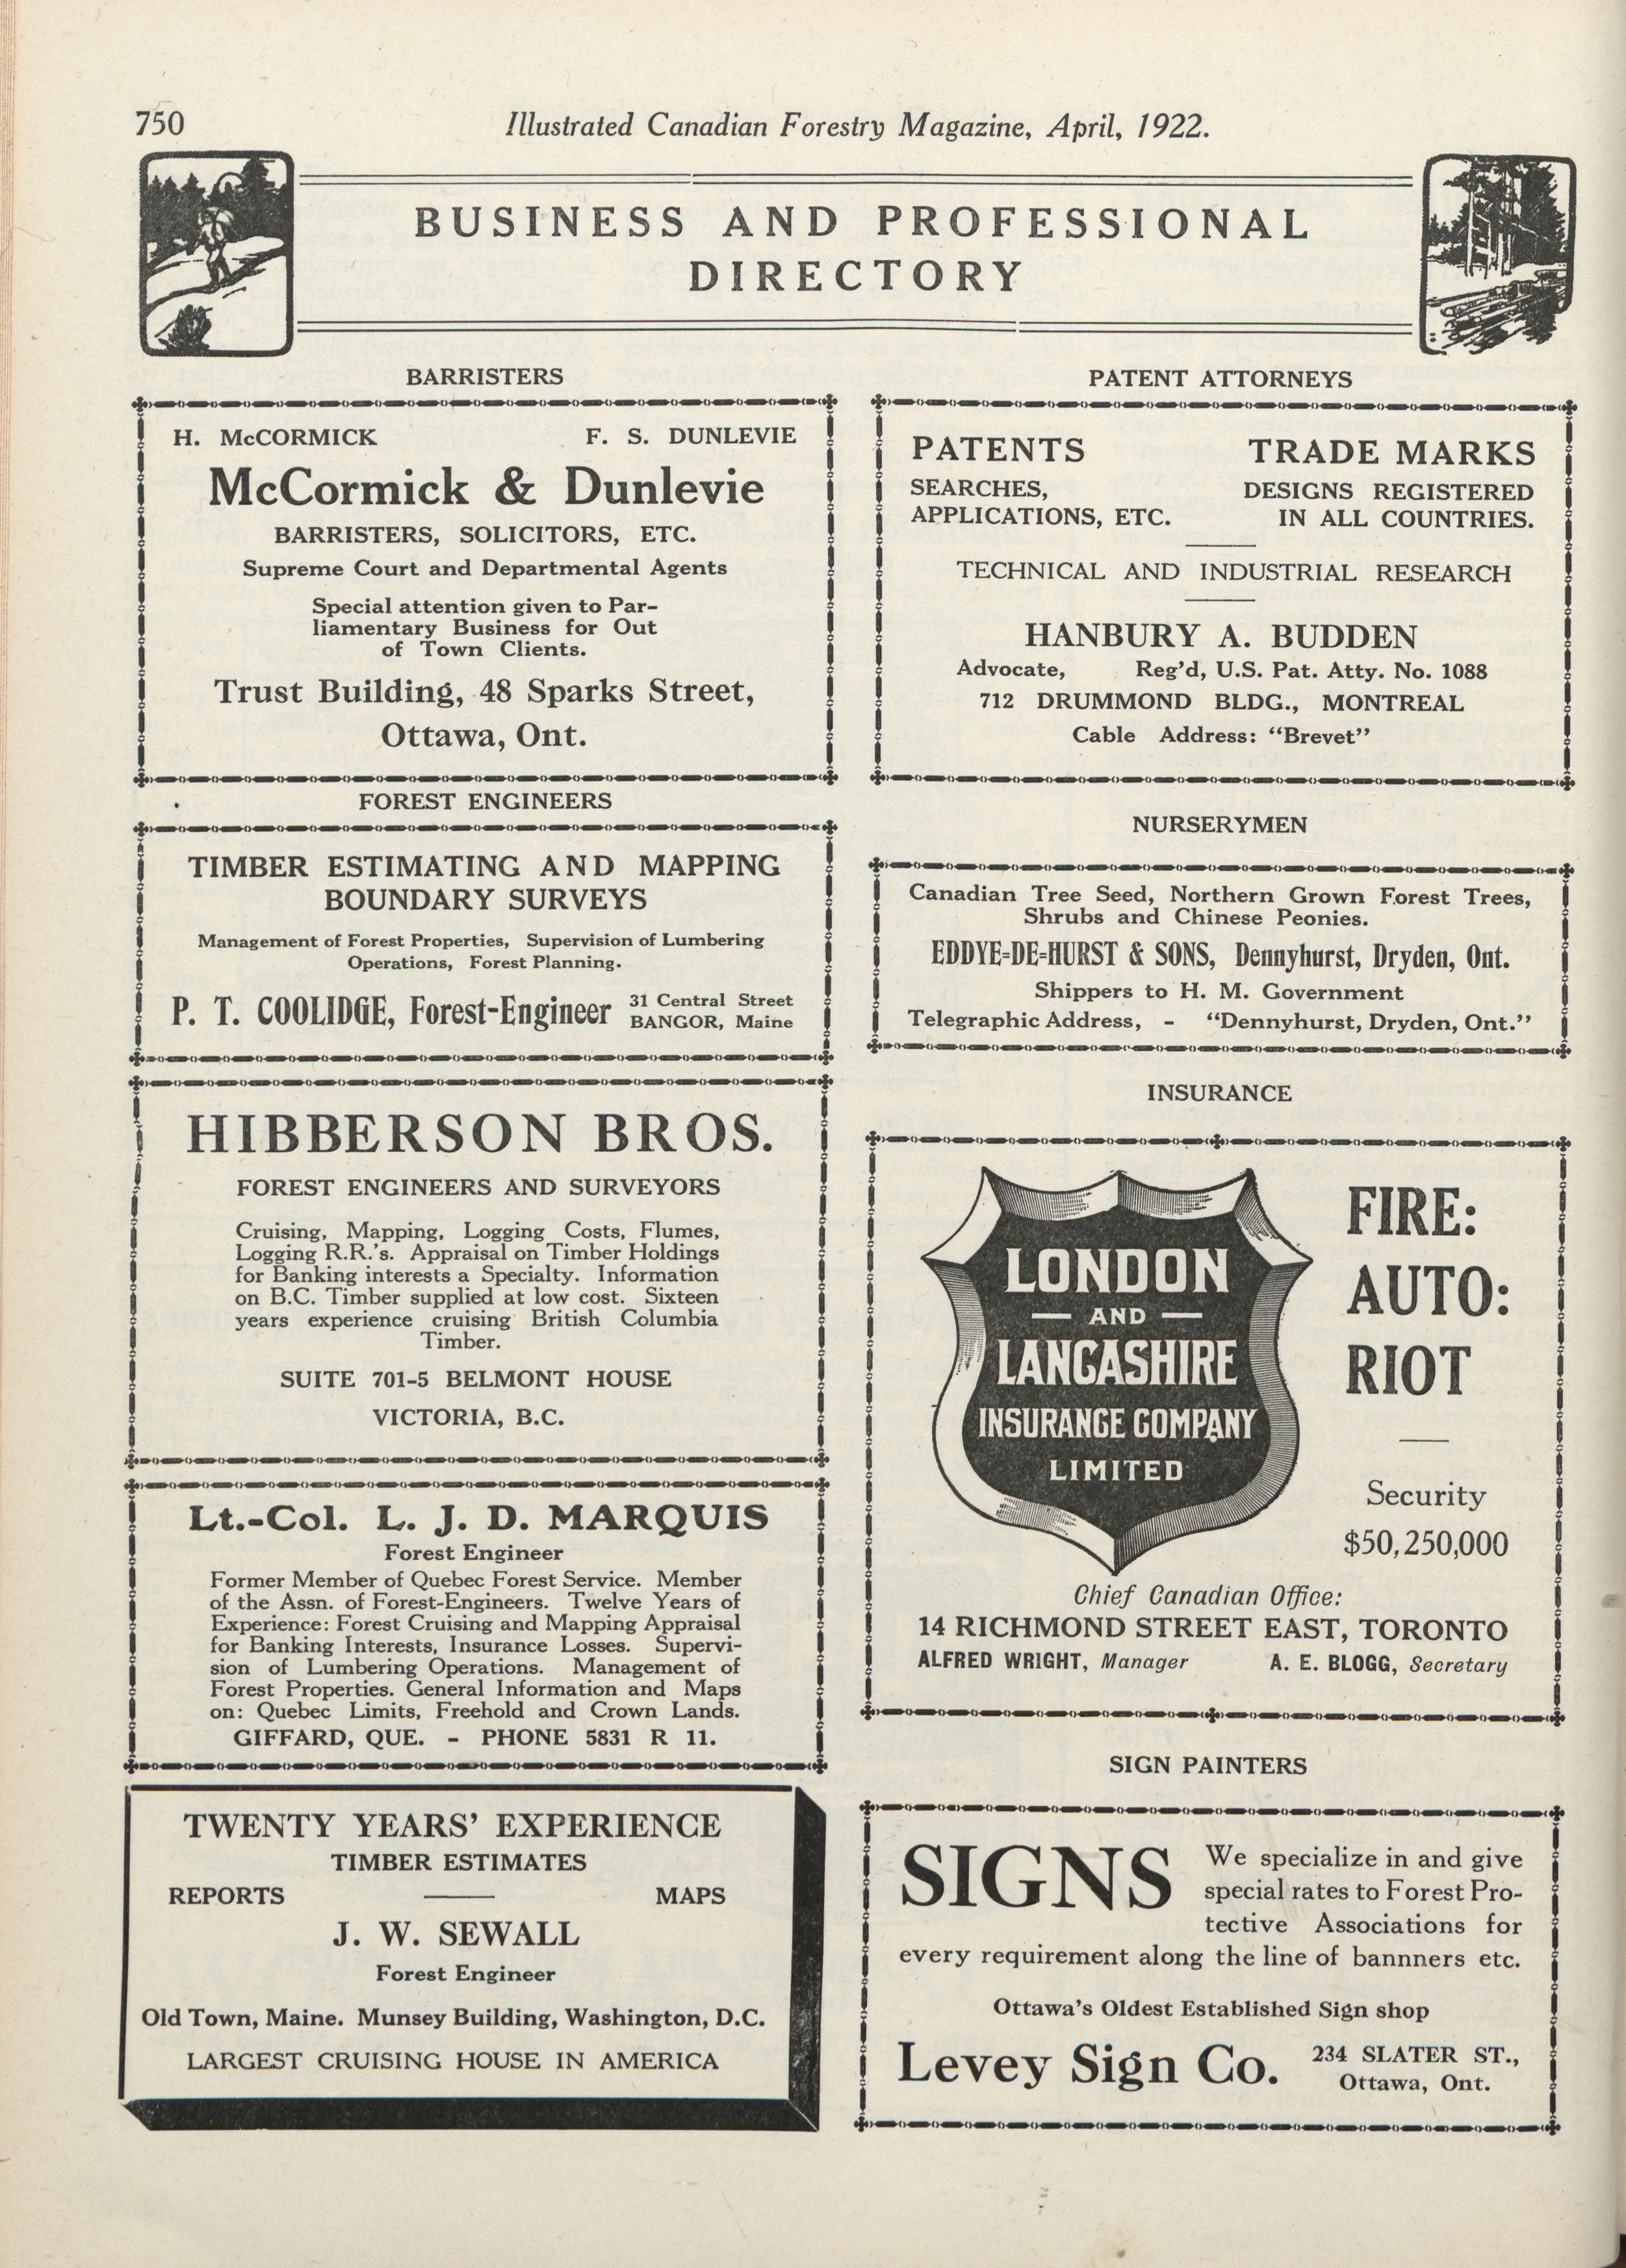 750
Illustrated Canadian Forestry Magazine, April, 1922.
BUSINESS AND PROFESSIONAL
DIRECTORY
BARRISTERS
H. McCORMICK F. S. DUNLEVIE
McCormick & Dunlevie
BARRISTERS, SOLICITORS, ETC.
Supreme Court and Departmental Agents
Special attention given to Par-
liamentary Business for Out
of Town Clients.
Trust Building, 48 Sparks Street,
Ottawa, Ont.
FOREST ENGINEERS
TIMBER ESTIMATING AND MAPPING
BOUNDARY SURVEYS
Management of Forest Properties, Supervision of Lumbering
Operations, Forest Planning.
P. T. COOLIDGE, Forest-Engineer
31 Central Street
BANGOR, Maine
HIBBERSON BROS.
FOREST ENGINEERS AND SURVEYORS
Cruising, Mapping, Logging Costs, Flumes,
Logging R.R.'s. Appraisal on Timber Holdings
for Banking interests a Specialty. Information
on B.C. Timber supplied at low cost. Sixteen
years experience cruising British Columbia
Timber.
SUITE 701-5 BELMONT HOUSE
VICTORIA, B.C.
Lt.-Col. L. J. D. MARQUIS
Forest Engineer
Former Member of Quebec Forest Service. Member
of the Assn. of Forest-Engineers. Twelve Years of
Experience: Forest Cruising and Mapping Appraisal
for Banking Interests, Insurance Losses. Supervi-
sion of Lumbering Operations. Management of
Forest Properties. General Information and Maps
on: Quebec Limits, Freehold and Crown Lands.
GIFFARD, QUE. - PHONE 5831 R 11.
TWENTY YEARS' EXPERIENCE
TIMBER ESTIMATES
REPORTS MAPS
J. W. SEWALL
Forest Engineer
Old Town, Maine. Munsey Building, Washington, D.C.
LARGEST CRUISING HOUSE IN AMERICA
PATENT ATTORNEYS
PATENTS TRADE MARKS
SEARCHES, DESIGNS REGISTERED
APPLICATIONS, ETC. IN ALL COUNTRIES.
TECHNICAL AND INDUSTRIAL RESEARCH
HANBURY A. BUDDEN
Advocate, Reg'd, U.S. Pat. Atty. No. 1088
712 DRUMMOND BLDG., MONTREAL
Cable Address: "Brevet"
NURSERYMEN
Canadian Tree Seed, Northern Grown Forest Trees,
Shrubs and Chinese Peonies.
EDDYE-DE-HURST & SONS, Dennyhurst, Dryden, Ont.
Shippers to H. M. Government
Telegraphic Address, - "Dennyhurst, Dryden, Ont."
INSURANCE
LONDON
AND
LANCASHIRE
INSURANCE COMPANY
LIMITED
FIRE:
AUTO:
RIOT
Security
$50,250,000
Chief Canadian Office:
14 RICHMOND STREET EAST, TORONTO
ALFRED WRIGHT, Manager A. E. BLOGG, Secretary
SIGN PAINTERS
SIGNS
We specialize in and give
special rates to Forest Pro-
tective Associations for
every requirement along the line of bannners etc.
Ottawa's Oldest Established Sign shop
Levey Sign Co.
234 SLATER ST.,
Ottawa, Ont.